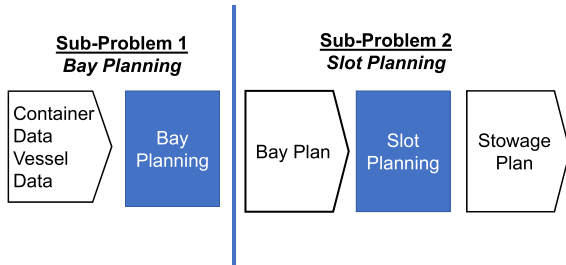 Sub-Problem 1
Bay Planning
Sub-Problem 2
Slot Planning
Container
Data
Vessel
Data
Bay
Planning
Bay Plan
Slot
Planning
Stowage
Plan